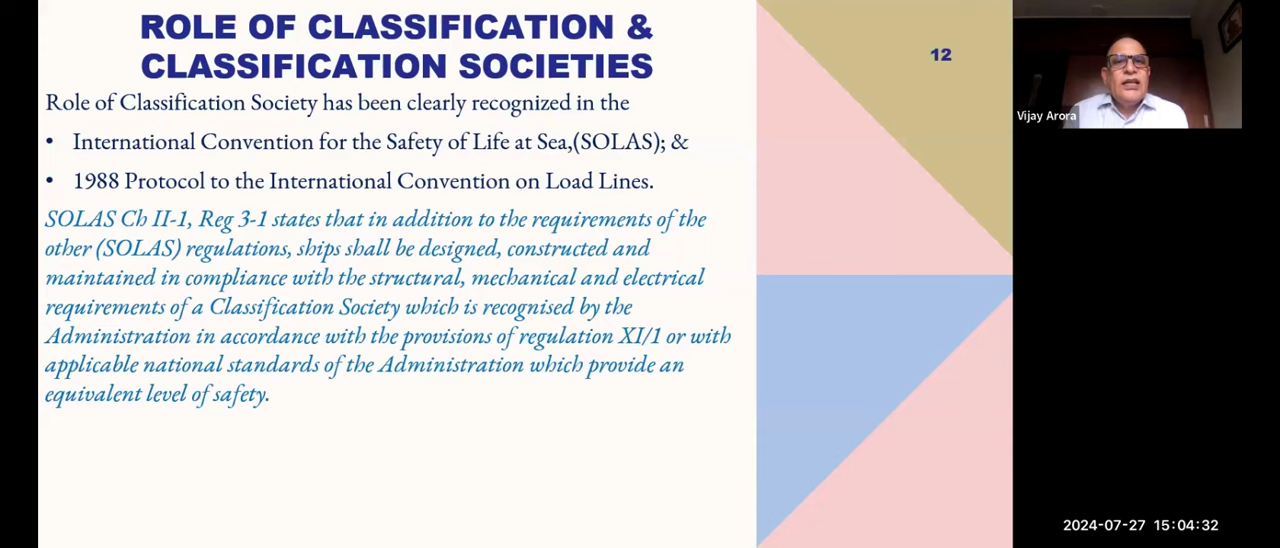 ROLE OF CLASSIFICATION &
CLASSIFICATION SOCIETIES
12
Vijay Arora
Role of Classification Society has been clearly recognized in the
• International Convention for the Safety of Life at Sea,(SOLAS); &
• 1988 Protocol to the International Convention on Load Lines.
SOLAS Ch II-1, Reg 3-1 states that in addition to the requirements of the
other (SOLAS) regulations, ships shall be designed, constructed and
maintained in compliance with the structural, mechanical and electrical
requirements of a Classification Society which is recognised by the
Administration in accordance with the provisions of regulation XI/1 or with
applicable national standards of the Administration which provide an
equivalent level of safety.
2024-07-27 15:04:32